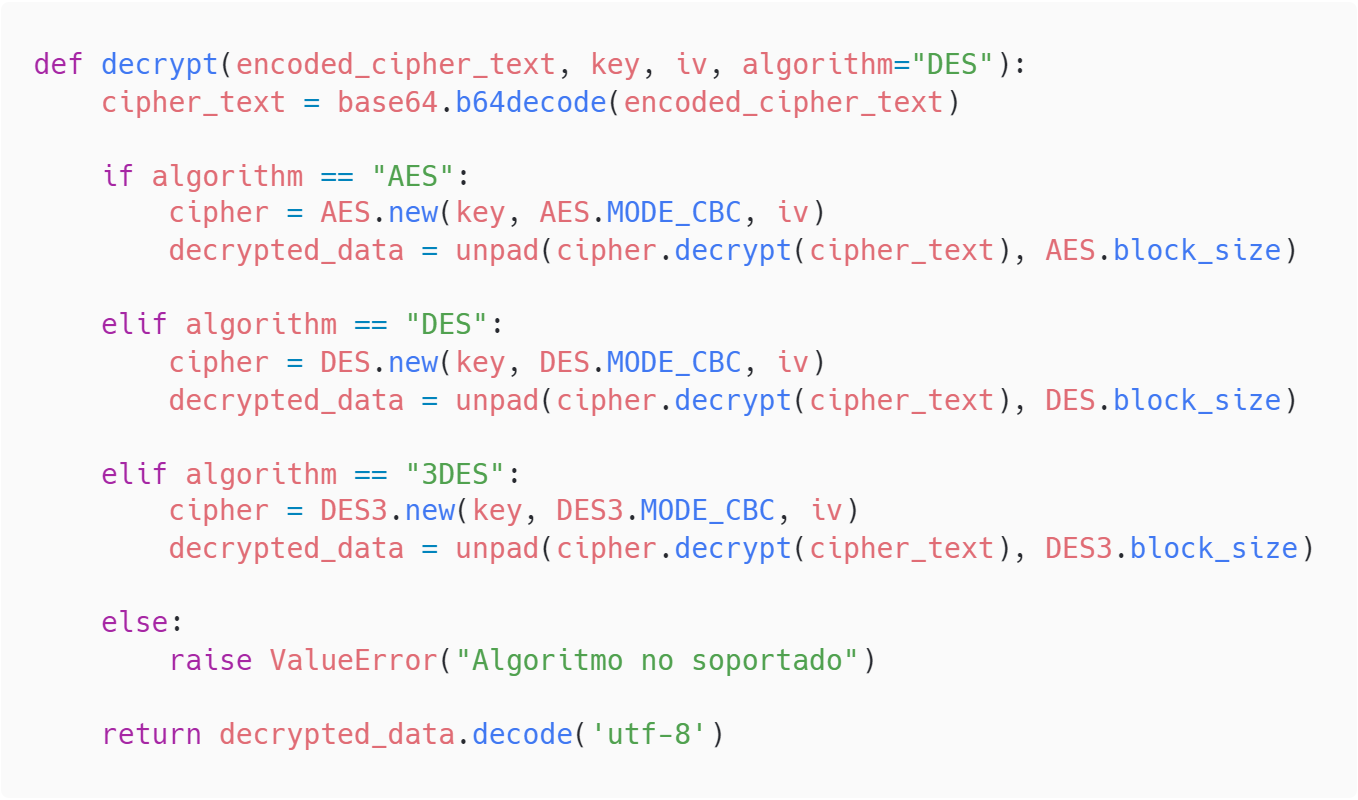 def decrypt(encoded_cipher_text, key, iv, algorithm="DES"):
    cipher_text = base64.b64decode(encoded_cipher_text)

    if algorithm == "AES":
        cipher = AES.new(key, AES.MODE_CBC, iv)
        decrypted_data = unpad(cipher.decrypt(cipher_text), AES.block_size)

    elif algorithm == "DES":
        cipher = DES.new(key, DES.MODE_CBC, iv)
        decrypted_data = unpad(cipher.decrypt(cipher_text), DES.block_size)

    elif algorithm == "3DES":
        cipher = DES3.new(key, DES3.MODE_CBC, iv)
        decrypted_data = unpad(cipher.decrypt(cipher_text), DES3.block_size)

    else:
        raise ValueError("Algoritmo no soportado")

    return decrypted_data.decode('utf-8')